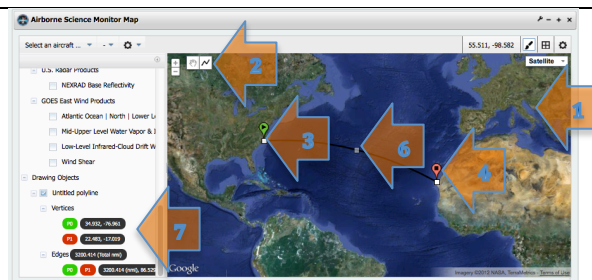 Airborne Science Monitor Map
Select an aircraft ...
55.511, -98.582
Satellite
U.S. Radar Products
NEXRAD Base Reflectivity
GOES East Wind Products
Atlantic Ocean | North | Lower L
Mid-Upper Level Water Vapor &
Low-Level Infrared-Cloud Drift W
Wind Shear
Drawing Objects
Untitled polyline
Vertices
P0 34.932, -76.961
P1 22.483, -17.019
Edges 3200.414 (Total nmi)
P0 P1 3200.414 (nmi), 86.529
1
2
3
4
6
7
Google
Imagery ©2012 NASA, TerraMetrics - Terms of Use